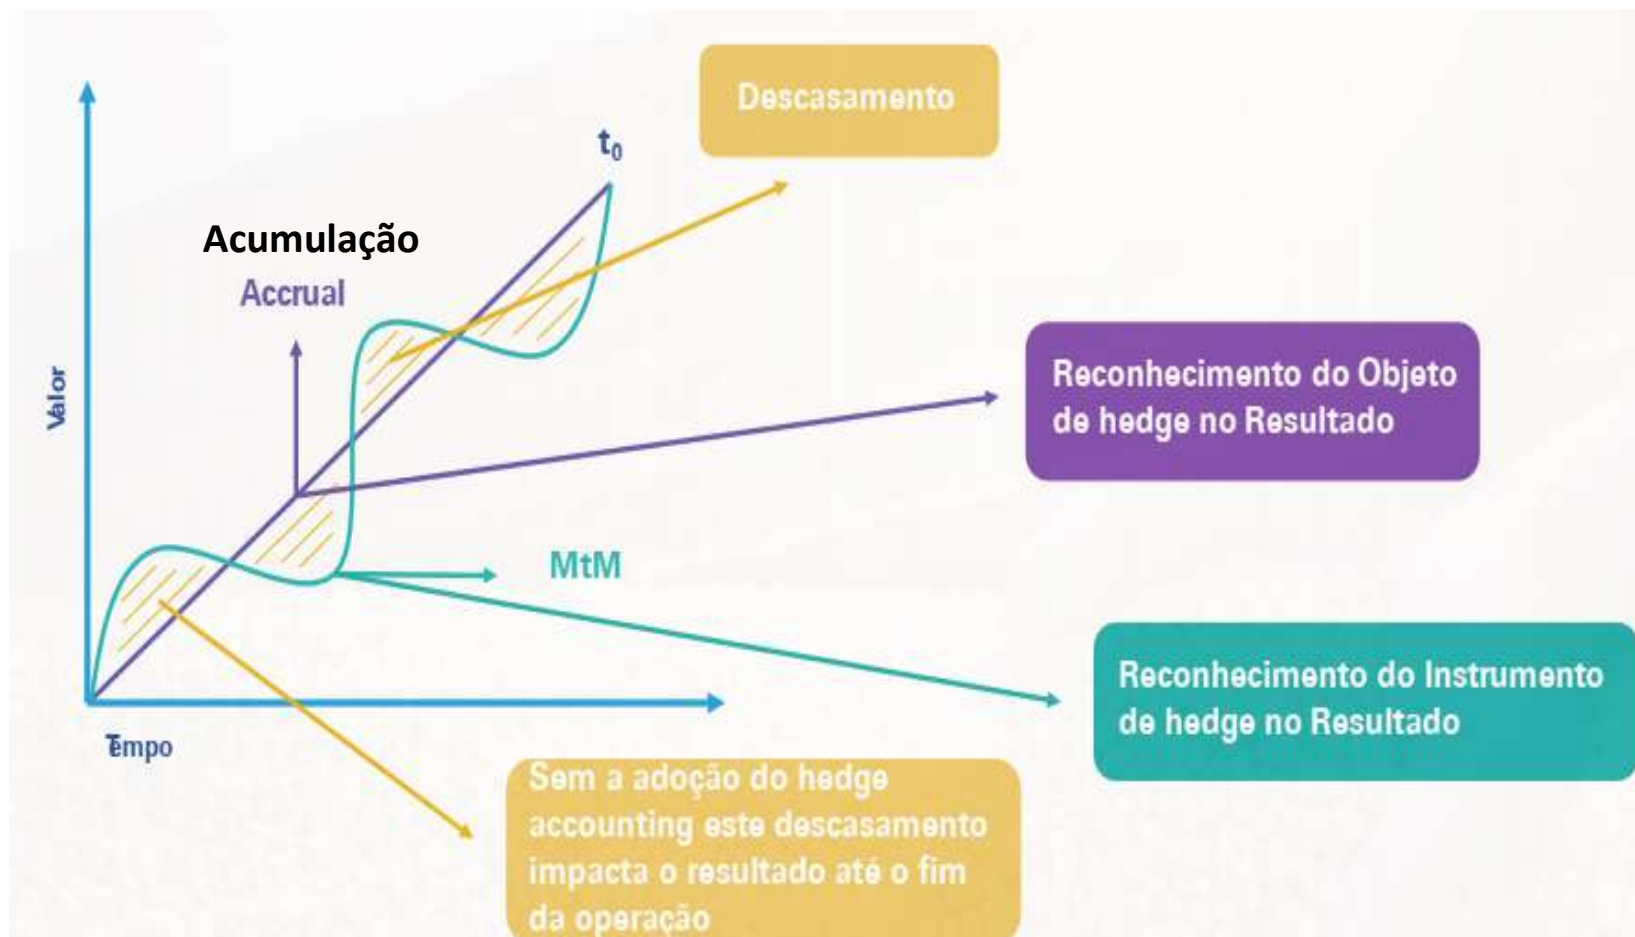 Descasamento
t₀
Acumulação
Accrual
Valor
Reconhecimento do Objeto
de hedge no Resultado
MtM
Reconhecimento do Instrumento
de hedge no Resultado
Tempo
Sem a adoção do hedge
accounting este descasamento
impacta o resultado até o fim
da operação